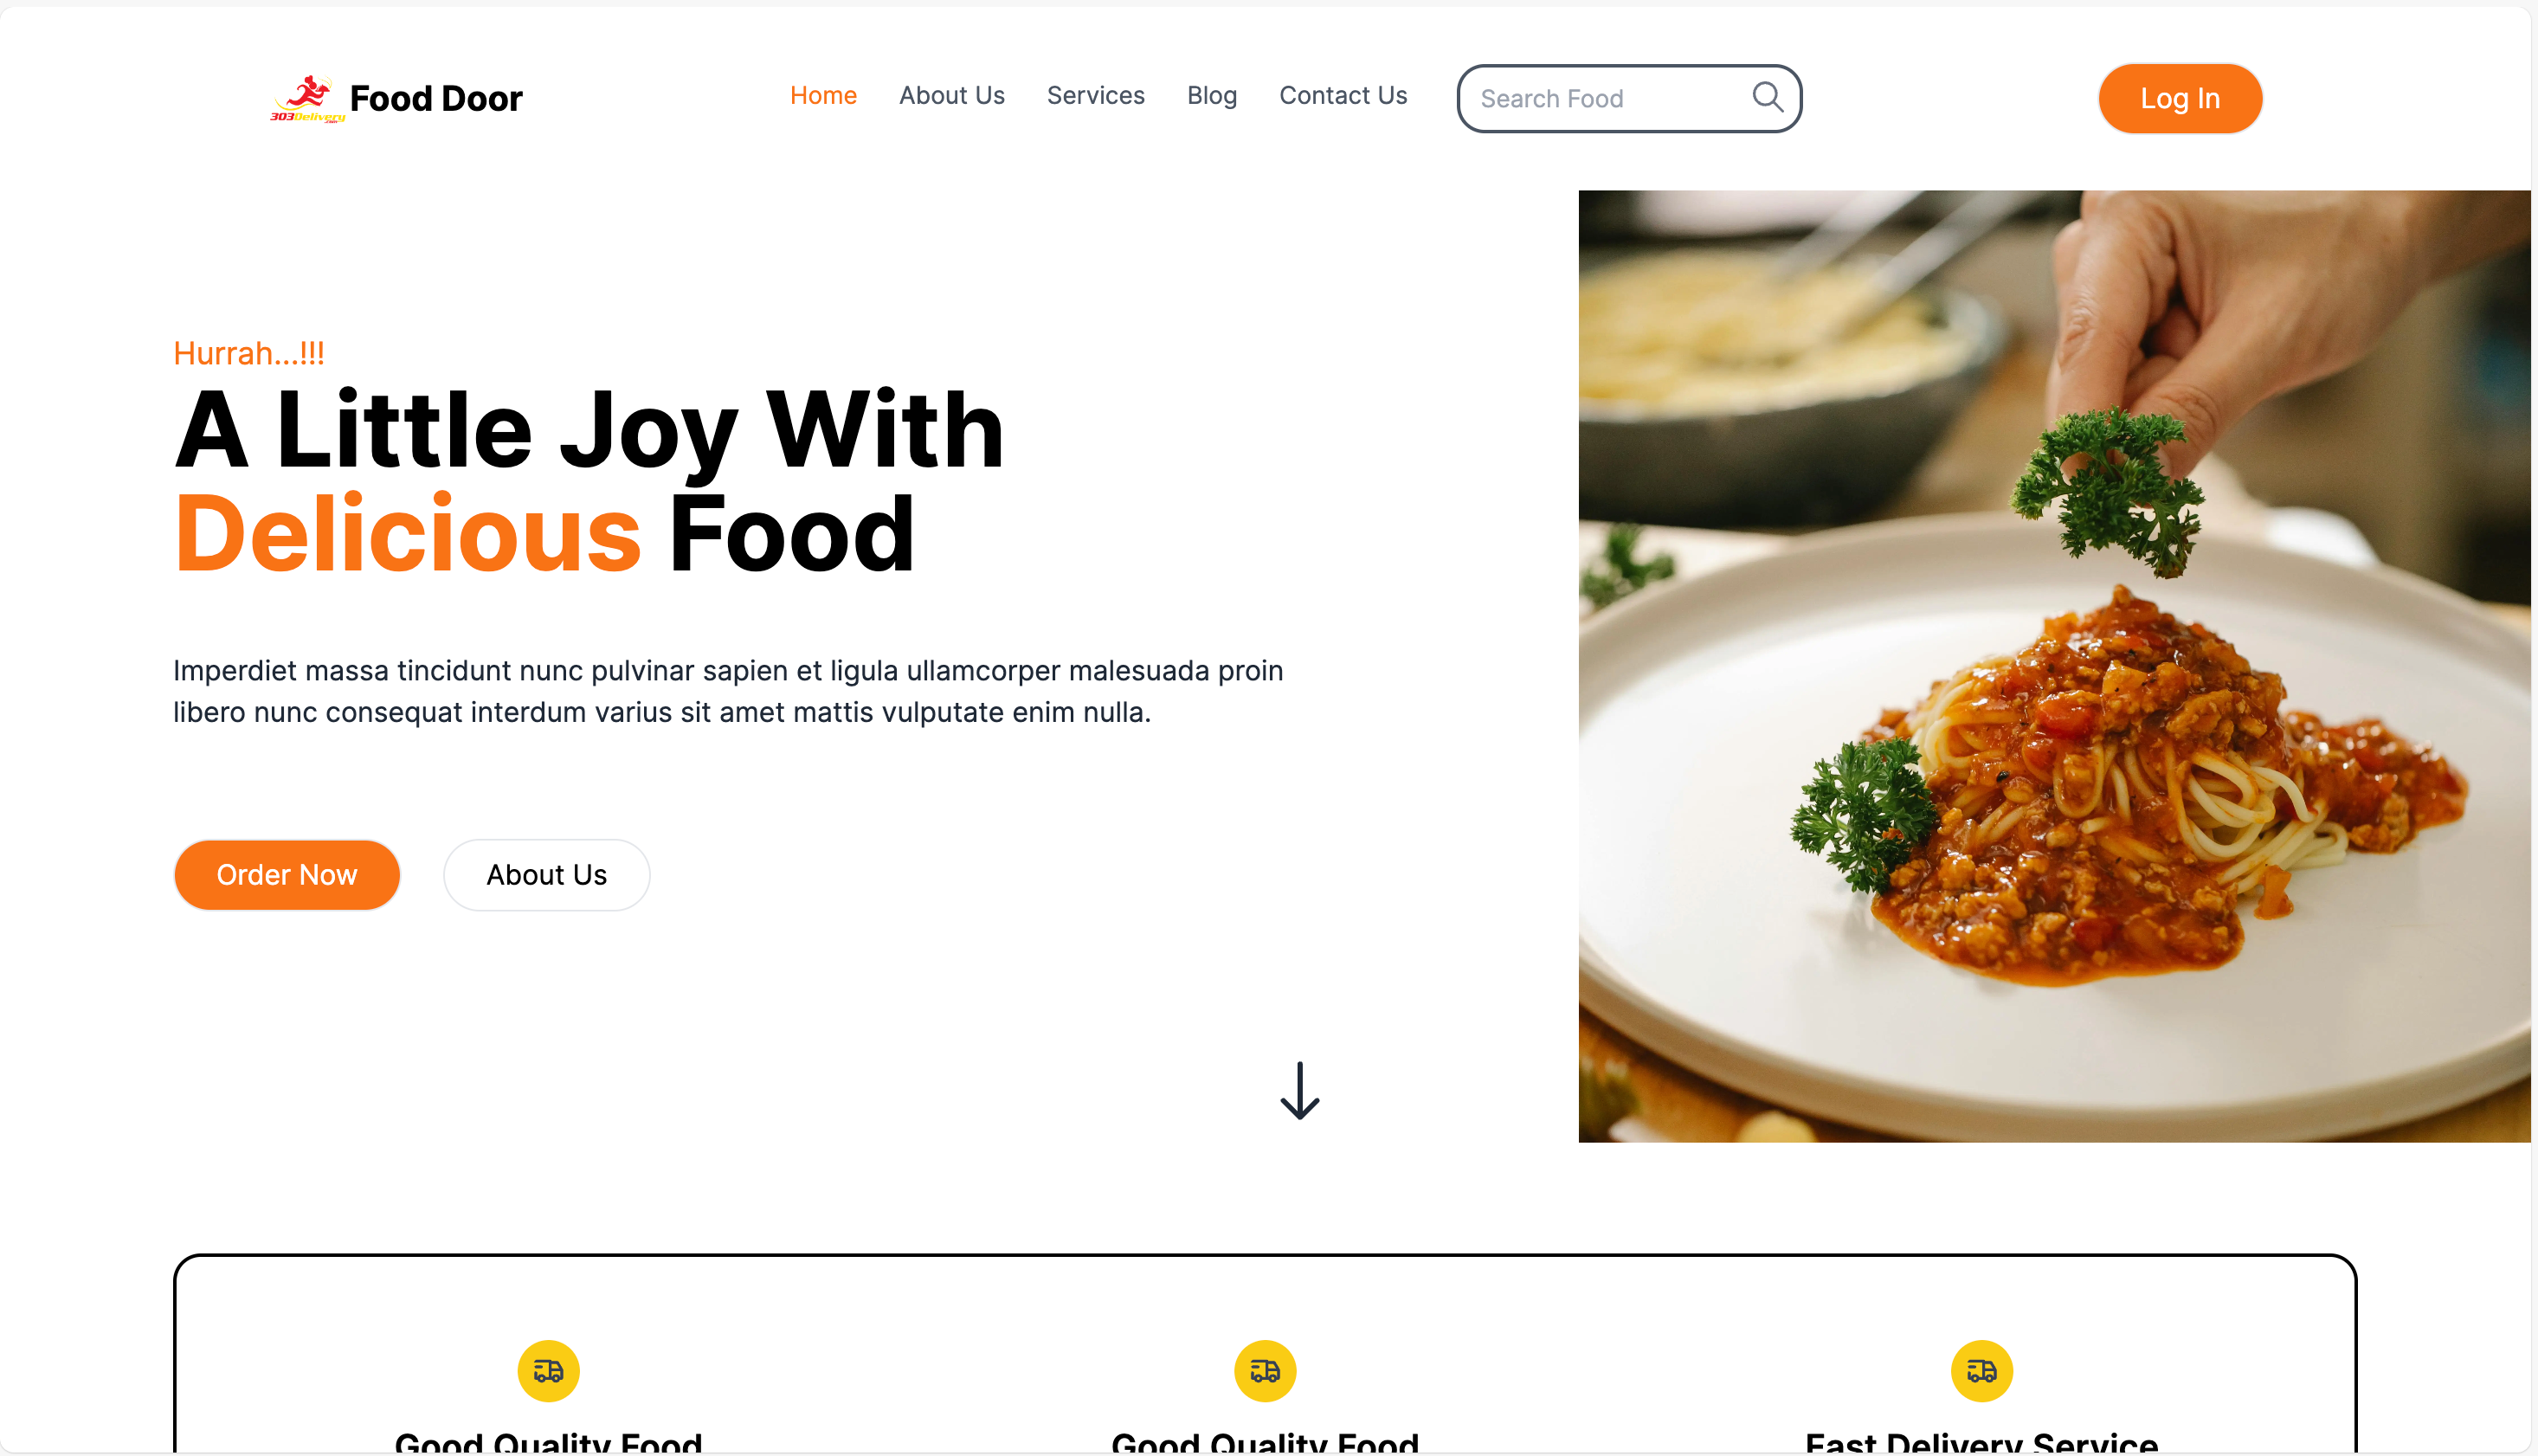 303Delivery
Food Door
Home
About Us
Services
Blog
Contact Us
Search Food
Log In
Hurrah...!!!
A Little Joy With
Delicious Food
Imperdiet massa tincidunt nunc pulvinar sapien et ligula ullamcorper malesuada proin
libero nunc consequat interdum varius sit amet mattis vulputate enim nulla.
Order Now
About Us
Good Quality Food
Good Quality Food
Fast Delivery Service